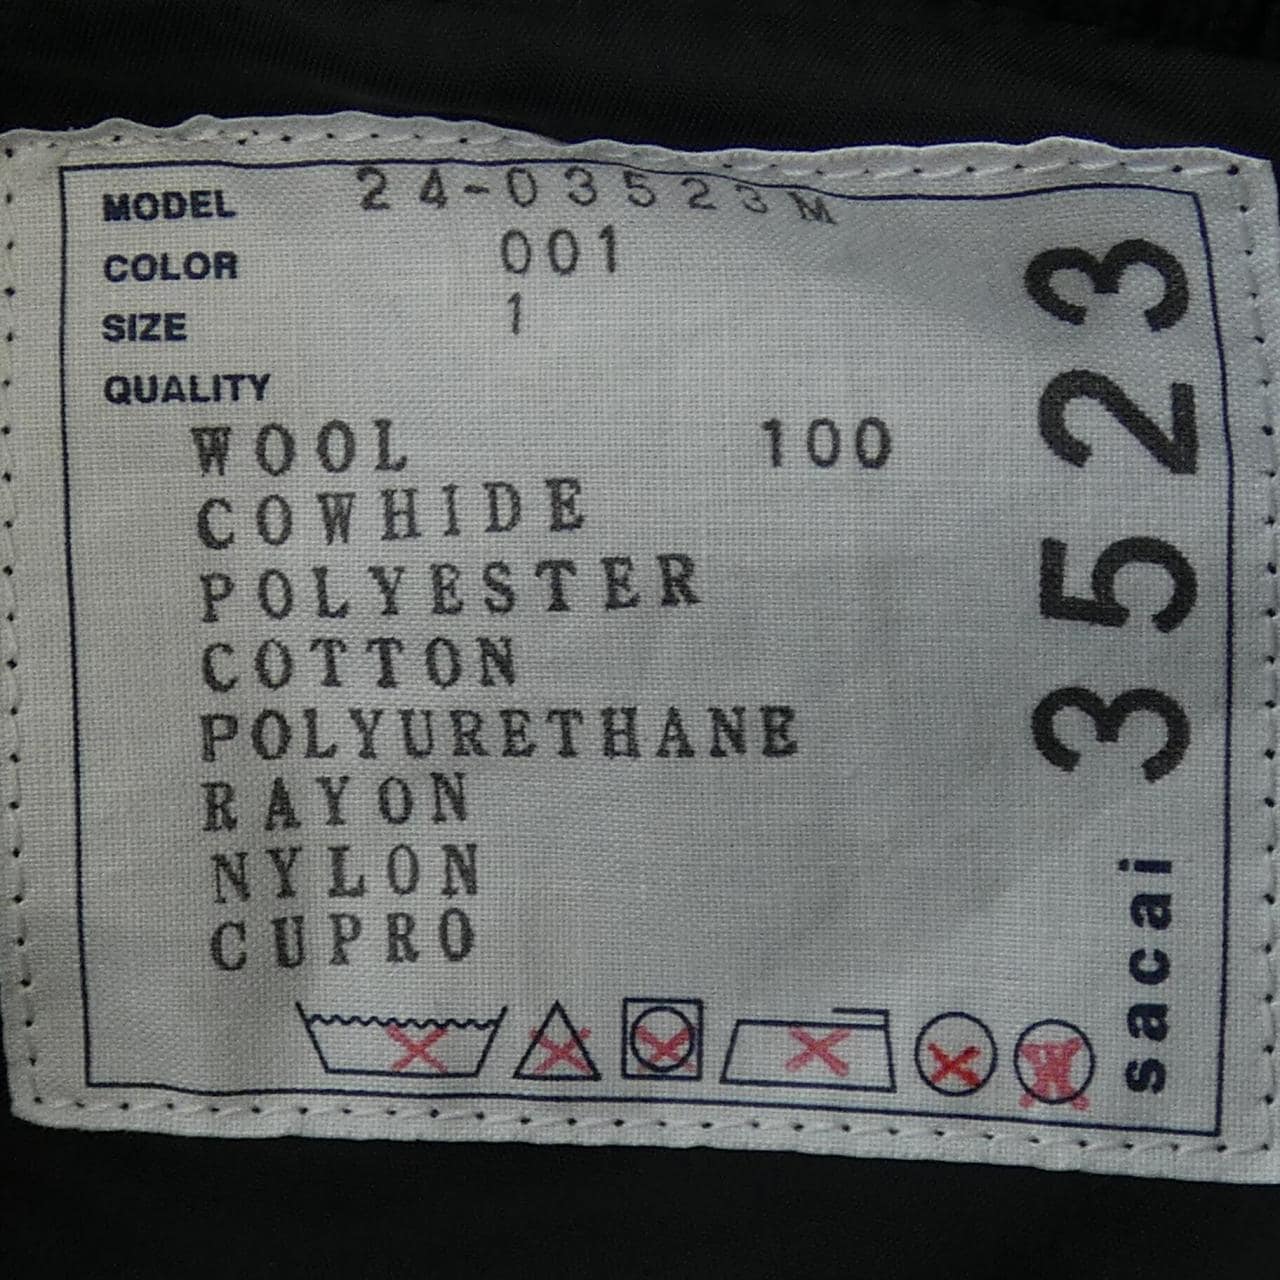 MODEL 24-03523M
COLOR 001
SIZE 1
QUALITY
WOOL 100
COWHIDE
POLYESTER
COTTON
POLYURETHANE
RAYON
NYLON
CUPRO
sacai 3523